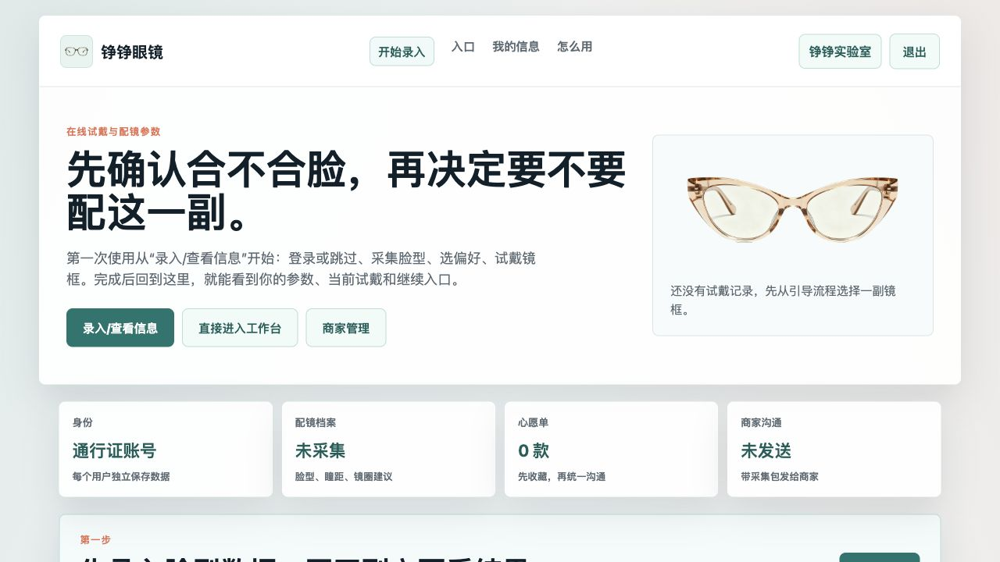 铮铮眼镜
开始录入
入口
我的信息
怎么用
铮铮实验室
退出
在线试戴与配镜参数
先确认合不合脸，再决定要不要
配这一副。
第一次使用从“录入/查看信息”开始：登录或跳过、采集脸型、选偏好、试戴镜
框。完成后回到这里，就能看到你的参数、当前试戴和继续入口。
录入/查看信息
直接进入工作台
商家管理
还没有试戴记录，先从引导流程选择一副镜
框。
身份
通行证账号
每个用户独立保存数据
配镜档案
未采集
脸型、瞳距、镜圈建议
心愿单
0 款
先收藏，再统一沟通
商家沟通
未发送
带采集包发给商家
第一步